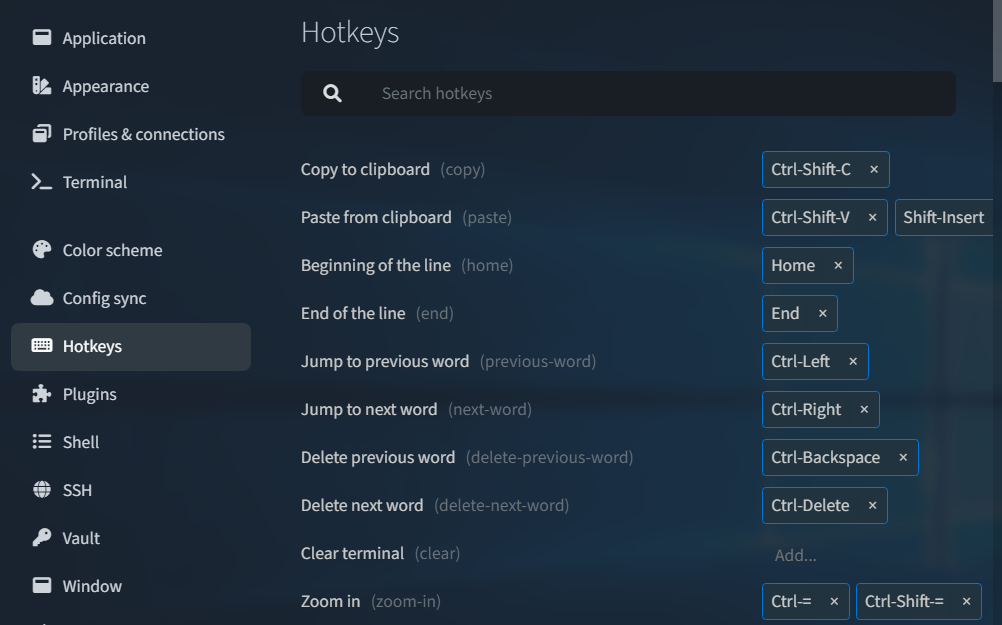 Application
Appearance
Profiles & connections
Terminal
Color scheme
Config sync
Hotkeys
Plugins
Shell
SSH
Vault
Window
Hotkeys
Search hotkeys
Copy to clipboard (copy) Ctrl-Shift-C ×
Paste from clipboard (paste) Ctrl-Shift-V × Shift-Insert
Beginning of the line (home) Home ×
End of the line (end) End ×
Jump to previous word (previous-word) Ctrl-Left ×
Jump to next word (next-word) Ctrl-Right ×
Delete previous word (delete-previous-word) Ctrl-Backspace ×
Delete next word (delete-next-word) Ctrl-Delete ×
Clear terminal (clear) Add...
Zoom in (zoom-in) Ctrl-= × Ctrl-Shift-= ×